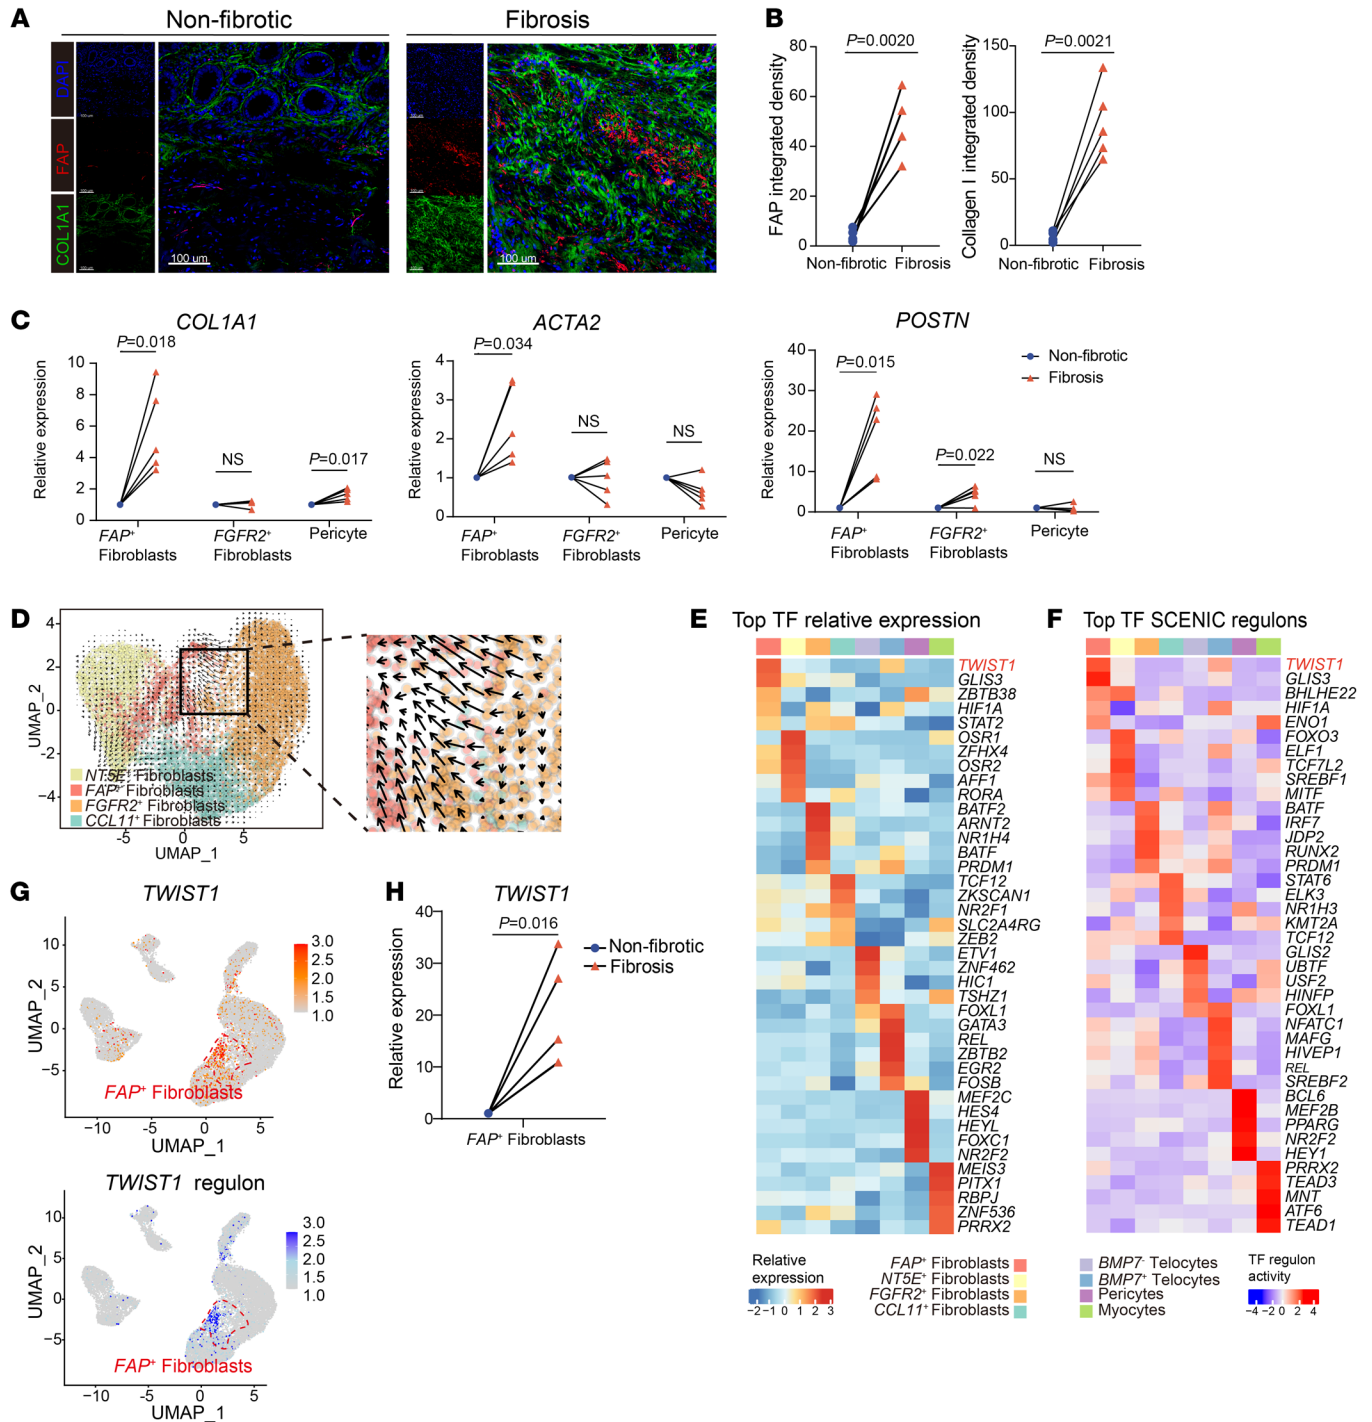 A
Non-fibrotic
Fibrosis
DAPI
FAP
COL1A1
100 um
100 um
B
P=0.0020
FAP integrated density
80
60
40
20
0
Non-fibrotic Fibrosis
P=0.0021
Collagen I integrated density
150
100
50
0
Non-fibrotic Fibrosis
C
COL1A1
P=0.018
NS
P=0.017
Relative expression
10
8
6
4
2
0
FAP+ Fibroblasts
FGFR2+ Fibroblasts
Pericyte
ACTA2
P=0.034
NS
NS
Relative expression
4
3
2
1
0
FAP+ Fibroblasts
FGFR2+ Fibroblasts
Pericyte
POSTN
P=0.015
P=0.022
NS
Relative expression
40
30
20
10
0
FAP+ Fibroblasts
FGFR2+ Fibroblasts
Pericyte
Non-fibrotic
Fibrosis
D
UMAP_2
4
2
0
-2
-4
NT5E+ Fibroblasts
FAP+ Fibroblasts
FGFR2+ Fibroblasts
CCL11+ Fibroblasts
-5 0 5
UMAP_1
E
Top TF relative expression
TWIST1
GLIS3
ZBTB38
HIF1A
STAT2
OSR1
ZFHX4
OSR2
AFF1
RORA
BATF2
ARNT2
NR1H4
BATF
PRDM1
TCF12
ZKSCAN1
NR2F1
SLC2A4RG
ZEB2
ETV1
ZNF462
HIC1
TSHZ1
FOXL1
GATA3
REL
ZBTB2
EGR2
FOSB
MEF2C
HES4
HEYL
FOXC1
NR2F2
MEIS3
PITX1
RBPJ
ZNF536
PRRX2
Relative expression
-2 -1 0 1 2 3
FAP+ Fibroblasts
NT5E+ Fibroblasts
FGFR2+ Fibroblasts
CCL11+ Fibroblasts
F
Top TF SCENIC regulons
TWIST1
GLIS3
BHLHE22
HIF1A
ENO1
FOXO3
ELF1
TCF7L2
SREBF1
MITF
BATF
IRF7
JDP2
RUNX2
PRDM1
STAT6
ELK3
NR1H3
KMT2A
TCF12
GLIS2
UBTF
USF2
HINFP
FOXL1
NFATC1
MAFG
HIVEP1
REL
SREBF2
BCL6
MEF2B
PPARG
NR2F2
HEY1
PRRX2
TEAD3
MNT
ATF6
TEAD1
BMP7- Telocytes
BMP7+ Telocytes
Pericytes
Myocytes
TF regulon activity
-4 -2 0 2 4
G
TWIST1
UMAP_2
10
5
0
-5
FAP+ Fibroblasts
-10 -5 0 5
UMAP_1
3.0
2.5
2.0
1.5
1.0
TWIST1 regulon
UMAP_2
10
5
0
-5
FAP+ Fibroblasts
-10 -5 0 5
UMAP_1
3.0
2.5
2.0
1.5
1.0
H
TWIST1
P=0.016
Relative expression
40
30
20
10
0
Non-fibrotic
Fibrosis
FAP+ Fibroblasts